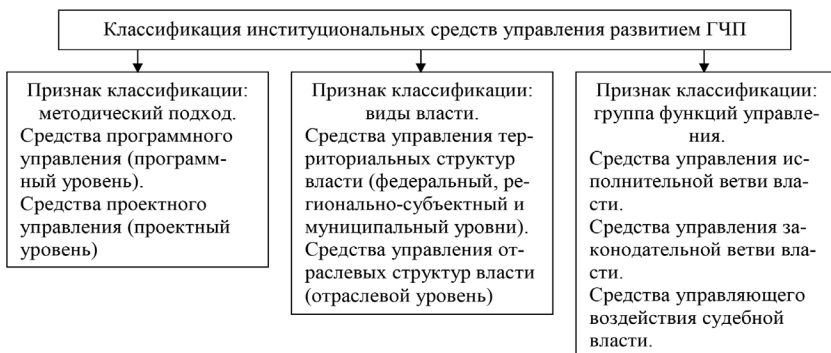 Классификация институциональных средств управления развитием ГЧП
Признак классификации:
методический подход.
Средства программного
управления (программ-
ный уровень).
Средства проектного
управления (проектный
уровень)
Признак классификации:
виды власти.
Средства управления тер-
риториальных структур
власти (федеральный, ре-
гионально-субъектный и
муниципальный уровни).
Средства управления от-
раслевых структур власти
(отраслевой уровень)
Признак классификации:
группа функций управле-
ния.
Средства управления ис-
полнительной ветви вла-
сти.
Средства управления за-
конодательной ветви вла-
сти.
Средства управляющего
воздействия судебной
власти.